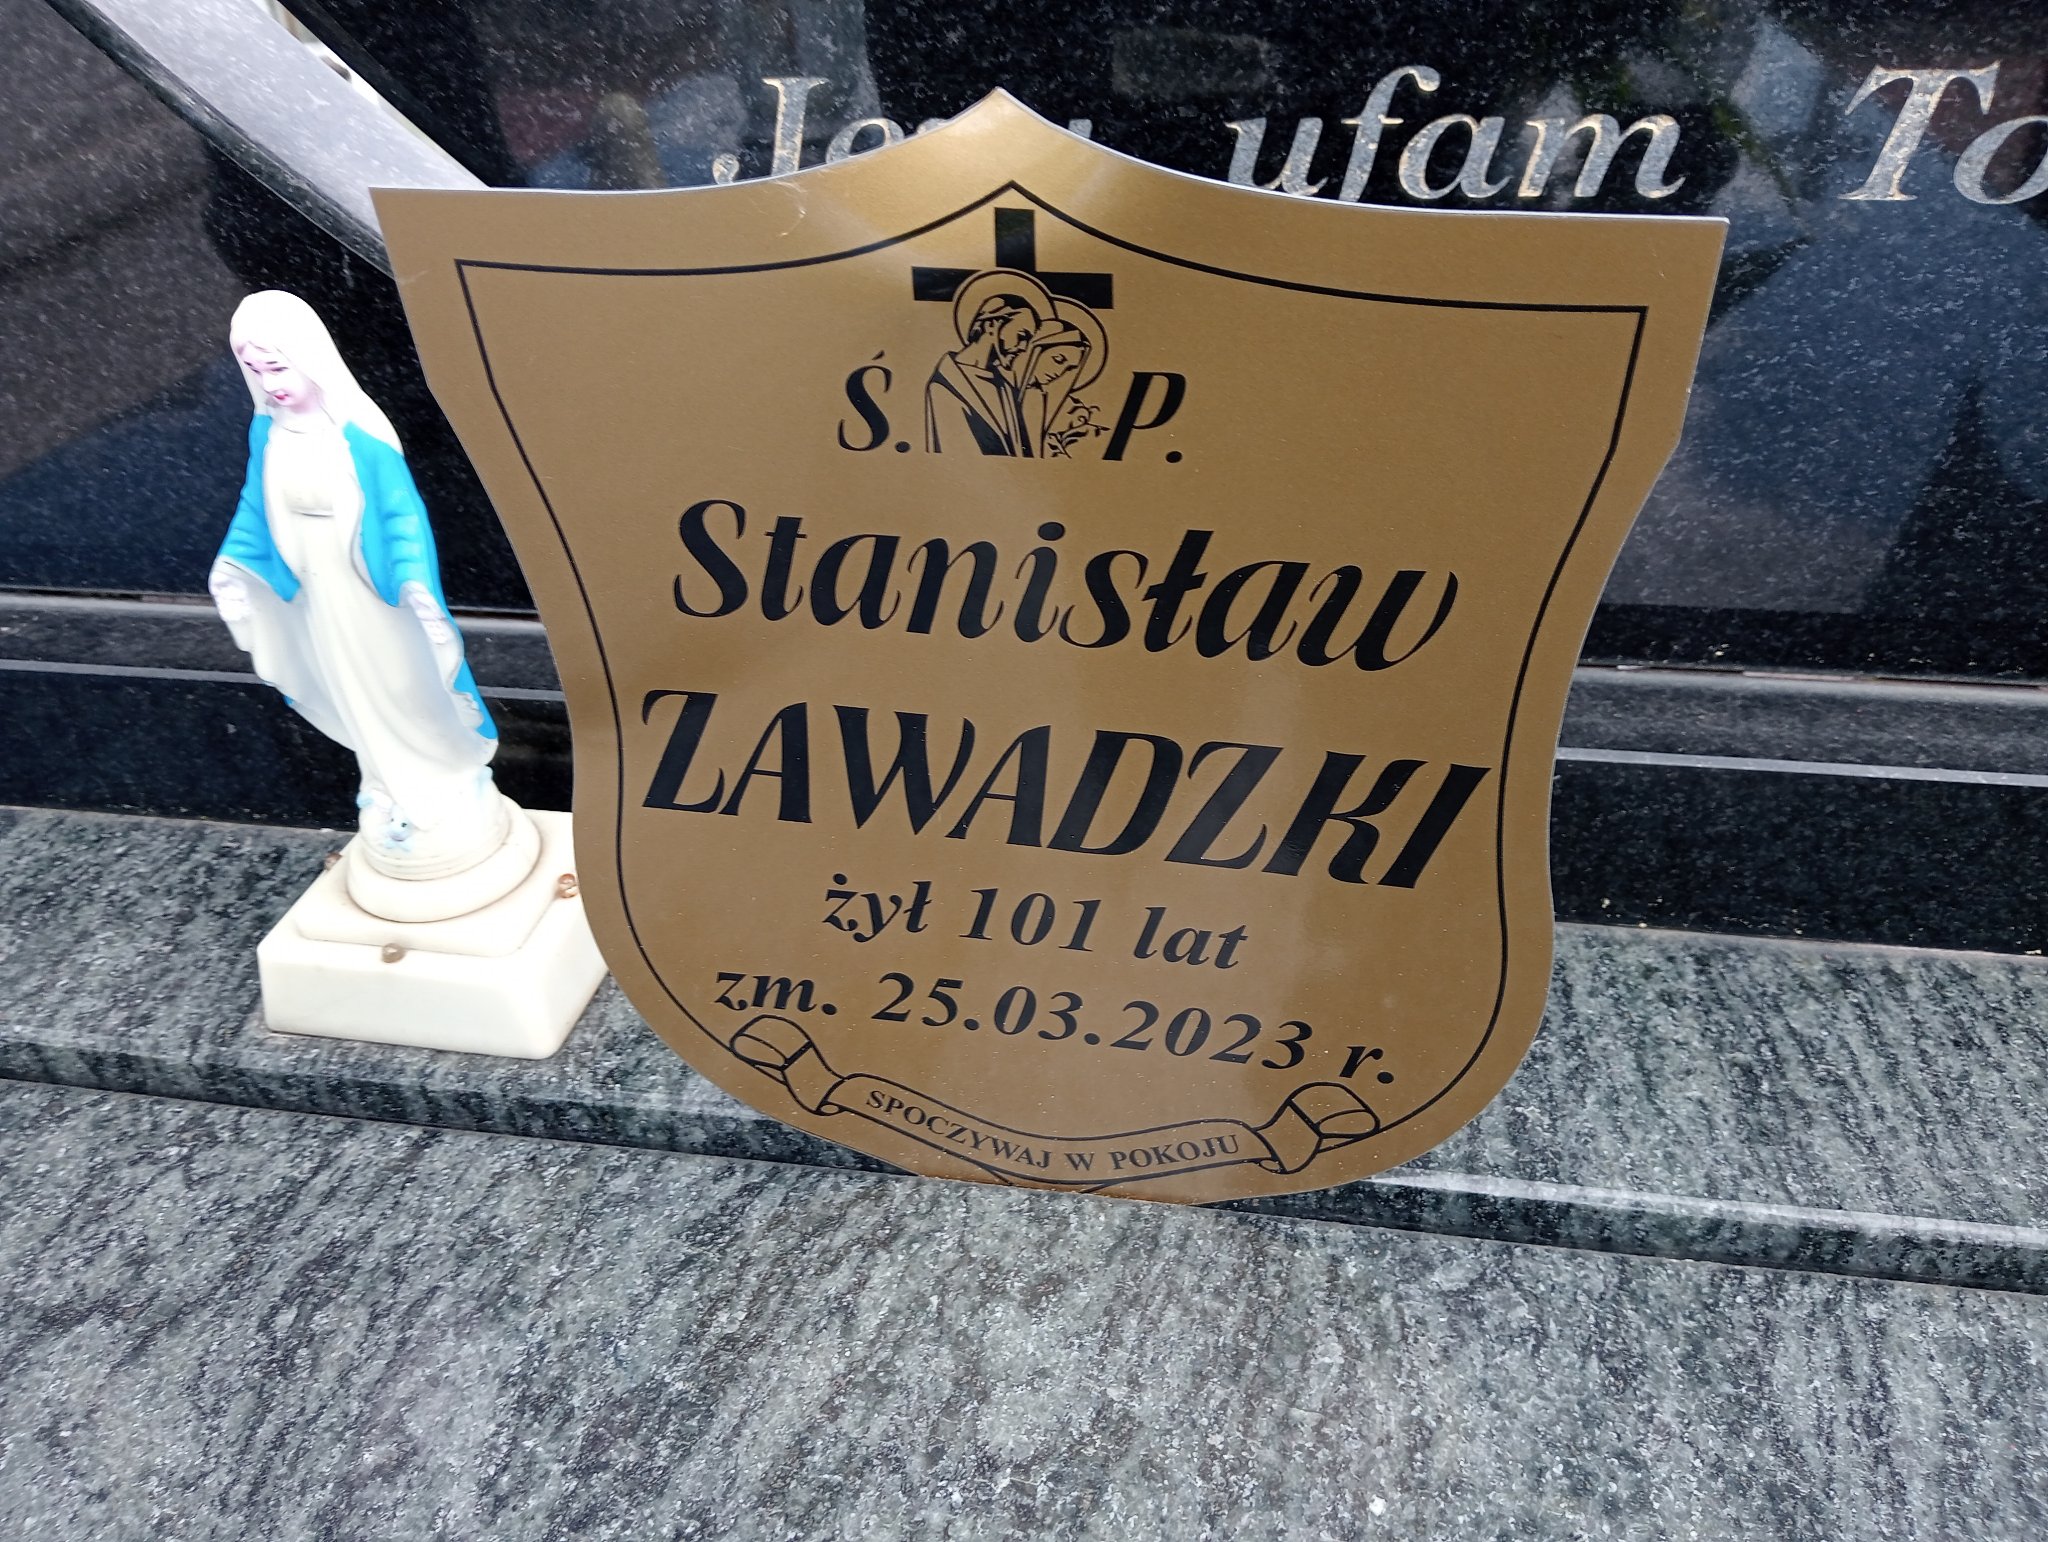 ufam
Ś. P.
Stanisław
ZAWADZKI
żył 101 lat
zm. 25.03.2023 r.
SPOCZYWAJ W POKOJU